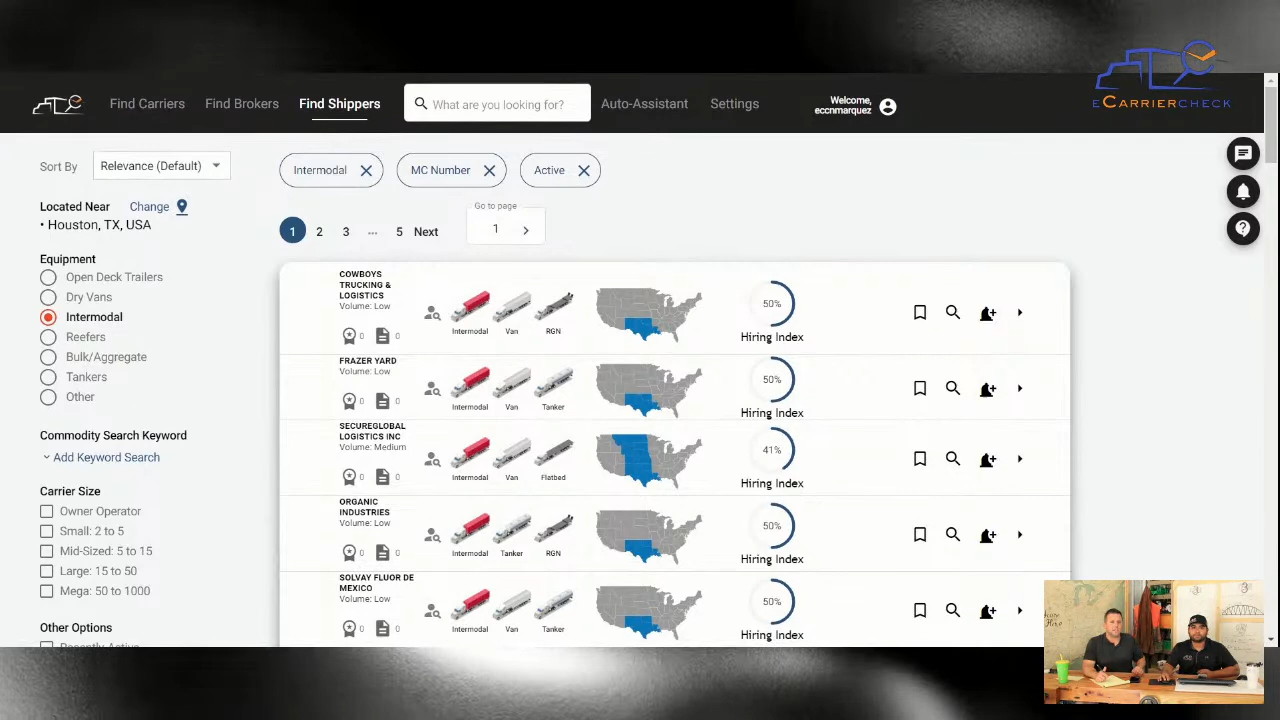 eCarriercheck
Find Carriers
Find Brokers
Find Shippers
What are you looking for?
Auto-Assistant
Settings
Welcome,
eccnmarquez
Sort By
Relevance (Default)
Located Near
Change
• Houston, TX, USA
Equipment
Open Deck Trailers
Dry Vans
Intermodal
Reefers
Bulk/Aggregate
Tankers
Other
Commodity Search Keyword
Add Keyword Search
Carrier Size
Owner Operator
Small: 2 to 5
Mid-Sized: 5 to 15
Large: 15 to 50
Mega: 50 to 1000
Other Options
Intermodal
MC Number
Active
1 2 3 ... 5 Next
Go to page
1
COWBOYS
TRUCKING &
LOGISTICS
Volume: Low
0 0
Intermodal Van RGN
50%
Hiring Index
FRAZER YARD
Volume: Low
0 0
Intermodal Van Tanker
50%
Hiring Index
SECUREGLOBAL
LOGISTICS INC
Volume: Medium
0 0
Intermodal Van Flatbed
41%
Hiring Index
ORGANIC
INDUSTRIES
Volume: Low
0 0
Intermodal Tanker RGN
50%
Hiring Index
SOLVAY FLUOR DE
MEXICO
Volume: Low
0 0
Intermodal Van Tanker
50%
Hiring Index